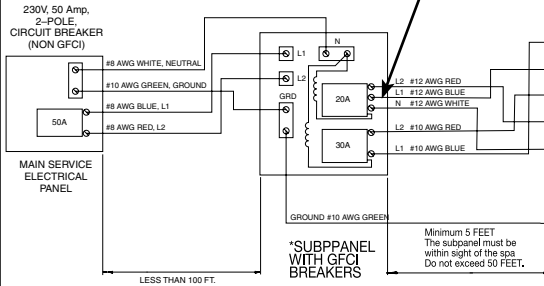 230V, 50 Amp,
2–POLE,
CIRCUIT BREAKER
(NON GFCI)
#8 AWG WHITE, NEUTRAL
#10 AWG GREEN, GROUND
#8 AWG BLUE, L1
50A
#8 AWG RED, L2
MAIN SERVICE
ELECTRICAL
PANEL
L1
N
L2
GRD
20A
30A
L2 #12 AWG RED
L1 #12 AWG BLUE
N #12 AWG WHITE
L2 #10 AWG RED
L1 #10 AWG BLUE
GROUND #10 AWG GREEN
*SUBPPANEL
WITH GFCI
BREAKERS
Minimum 5 FEET
The subpanel must be
within sight of the spa
Do not exceed 50 FEET.
LESS THAN 100 FT.